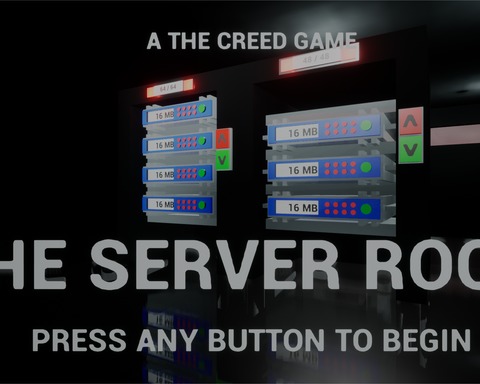 A THE CREED GAME
64 / 64
48 / 48
16 MB
16 MB
16 MB
16 MB
16 MB
16 MB
16 MB
HE SERVER ROO
PRESS ANY BUTTON TO BEGIN